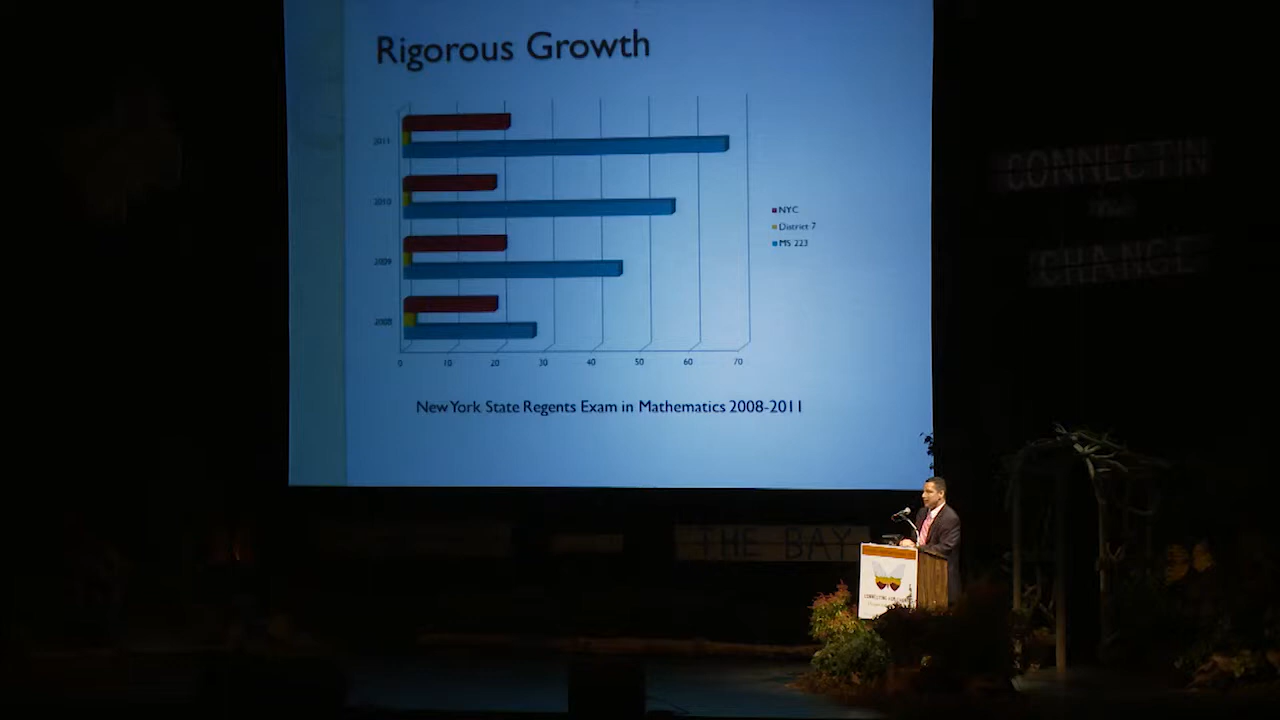 Rigorous Growth
2011
2010
2009
2008
0 10 20 30 40 50 60 70
NYC
District 7
MS 223
New York State Regents Exam in Mathematics 2008-2011
CONNECTIN
CHANGE
THE BAY